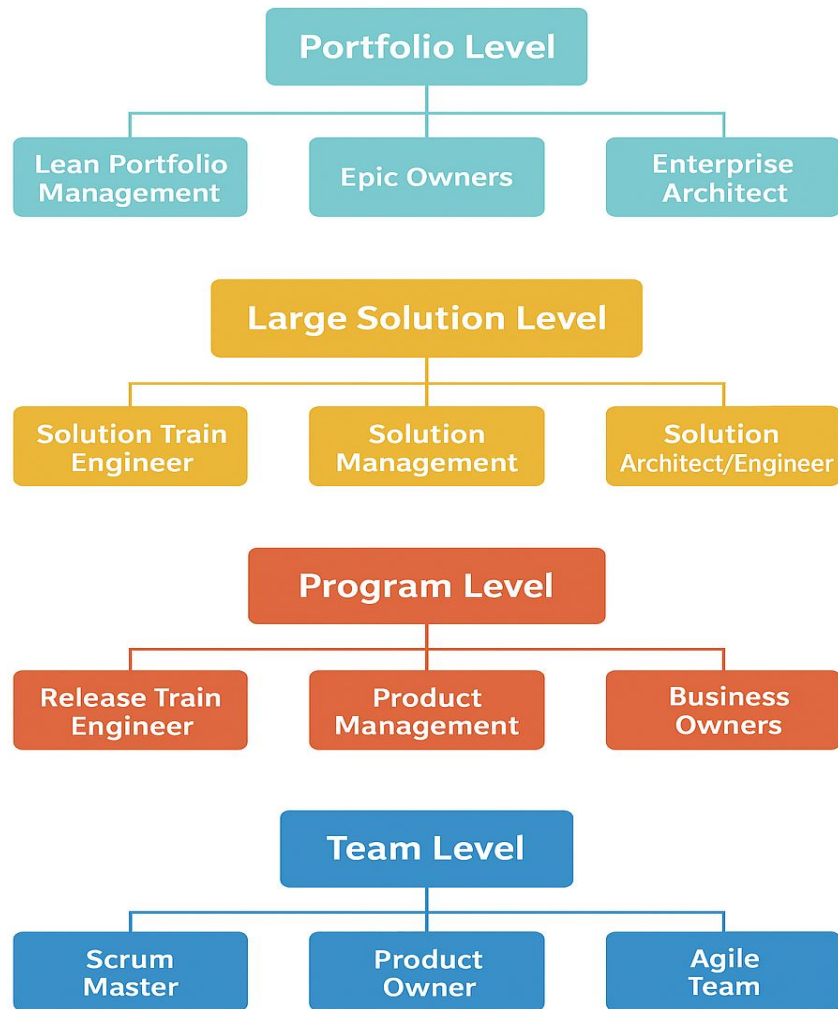 Portfolio Level
Lean Portfolio
Management
Epic Owners
Enterprise
Architect
Large Solution Level
Solution Train
Engineer
Solution
Management
Solution
Architect/Engineer
Program Level
Release Train
Engineer
Product
Management
Business
Owners
Team Level
Scrum
Master
Product
Owner
Agile
Team